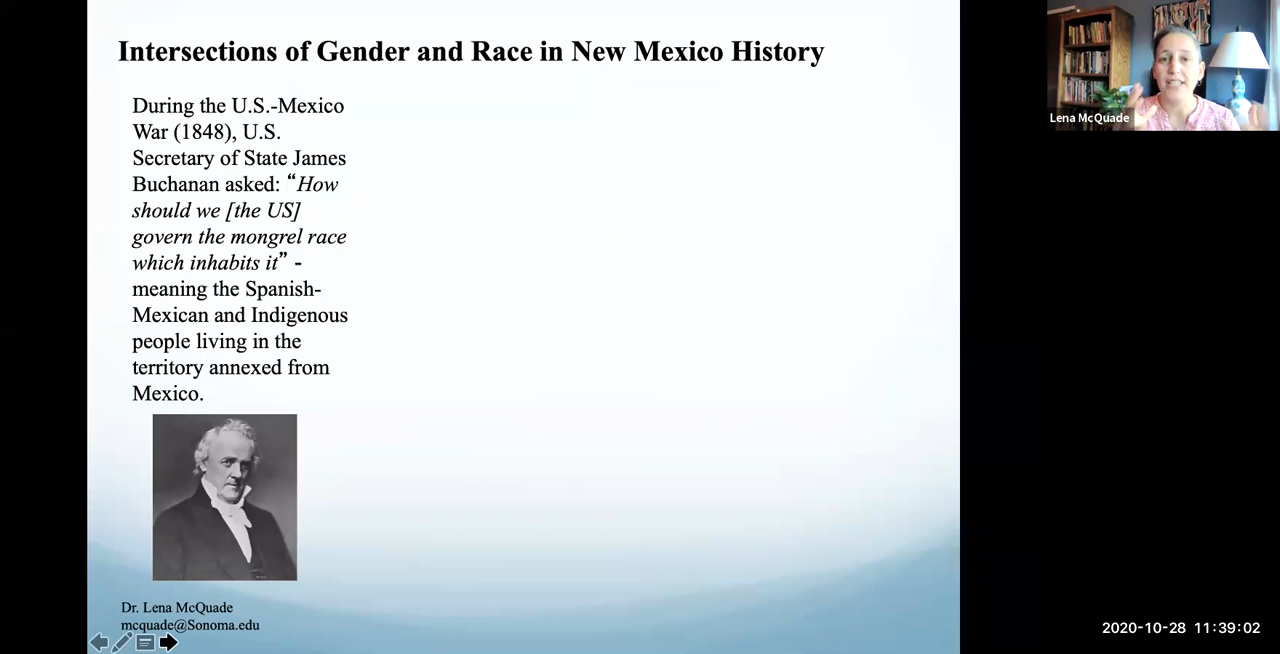 Intersections of Gender and Race in New Mexico History
During the U.S.-Mexico
War (1848), U.S.
Secretary of State James
Buchanan asked: “How
should we [the US]
govern the mongrel race
which inhabits it” -
meaning the Spanish-
Mexican and Indigenous
people living in the
territory annexed from
Mexico.
Dr. Lena McQuade
mcquade@Sonoma.edu
Lena McQuade
2020-10-28 11:39:02